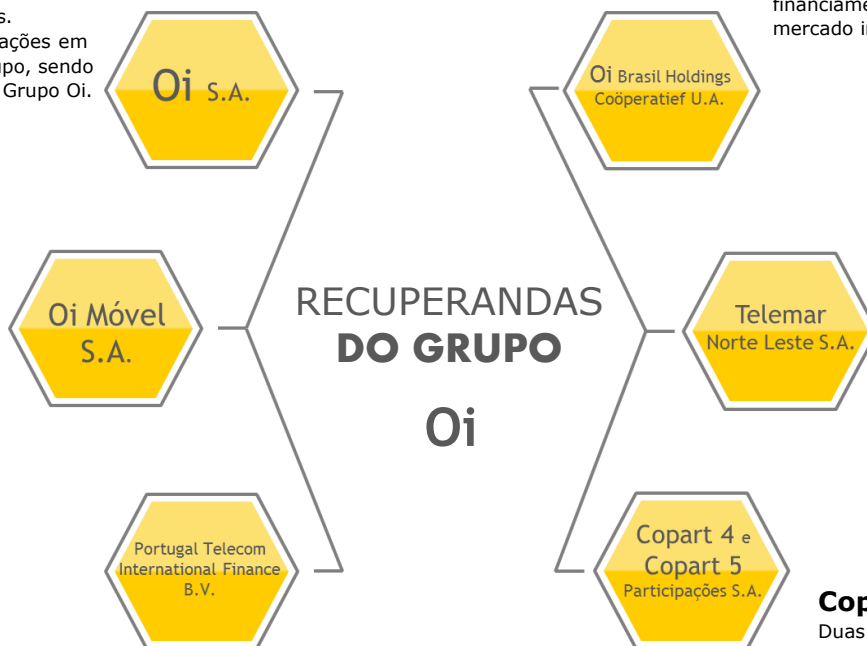 s.
ações em
upo, sendo
Grupo Oi.
mercado i
Oi S.A.
Oi Brasil Holdings
Coöperatief U.A.
Oi Móvel
S.A.
RECUPERANDAS
DO GRUPO
Oi
Telemar
Norte Leste S.A.
Portugal Telecom
International Finance
B.V.
Copart 4 e
Copart 5
Participações S.A.
Cop
Duas